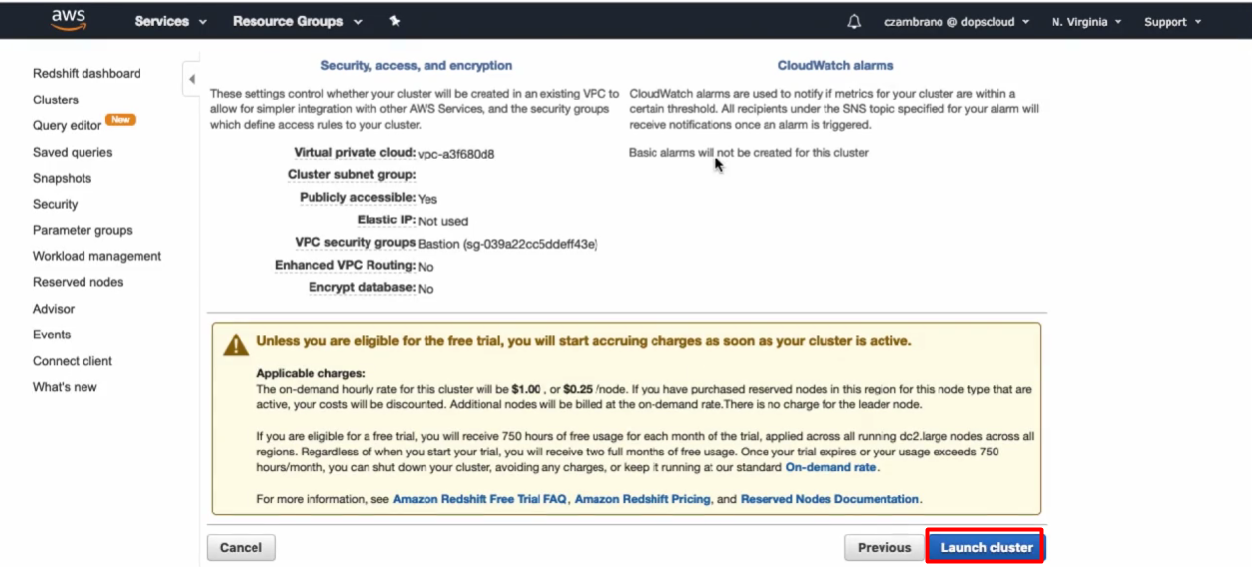 aws
Services
Resource Groups
czambrano @ dopscloud
N. Virginia
Support
Redshift dashboard
Clusters
Query editor New
Saved queries
Snapshots
Security
Parameter groups
Workload management
Reserved nodes
Advisor
Events
Connect client
What's new
Security, access, and encryption
These settings control whether your cluster will be created in an existing VPC to
allow for simpler integration with other AWS Services, and the security groups
which define access rules to your cluster.
Virtual private cloud: vpc-a3f680d8
Cluster subnet group:
Publicly accessible: Yes
Elastic IP: Not used
VPC security groups Bastion (sg-039a22cc5ddeff43e)
Enhanced VPC Routing: No
Encrypt database: No
CloudWatch alarms
CloudWatch alarms are used to notify if metrics for your cluster are within a
certain threshold. All recipients under the SNS topic specified for your alarm will
receive notifications once an alarm is triggered.
Basic alarms will not be created for this cluster
Unless you are eligible for the free trial, you will start accruing charges as soon as your cluster is active.
Applicable charges:
The on-demand hourly rate for this cluster will be $1.00 , or $0.25 /node. If you have purchased reserved nodes in this region for this node type that are
active, your costs will be discounted. Additional nodes will be billed at the on-demand rate.There is no charge for the leader node.
If you are eligible for a free trial, you will receive 750 hours of free usage for each month of the trial, applied across all running dc2.large nodes across all
regions. Regardless of when you start your trial, you will receive two full months of free usage. Once your trial expires or your usage exceeds 750
hours/month, you can shut down your cluster, avoiding any charges, or keep it running at our standard On-demand rate.
For more information, see Amazon Redshift Free Trial FAQ, Amazon Redshift Pricing, and Reserved Nodes Documentation.
Cancel
Previous
Launch cluster